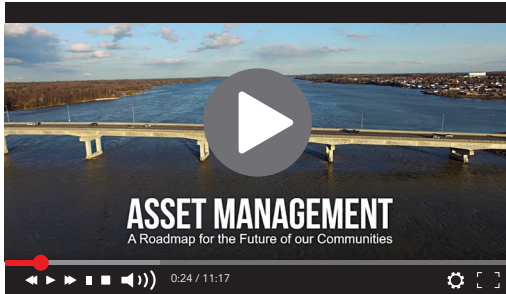 ASSET MANAGEMENT
A Roadmap for the Future of our Communities
0:24 / 11:17